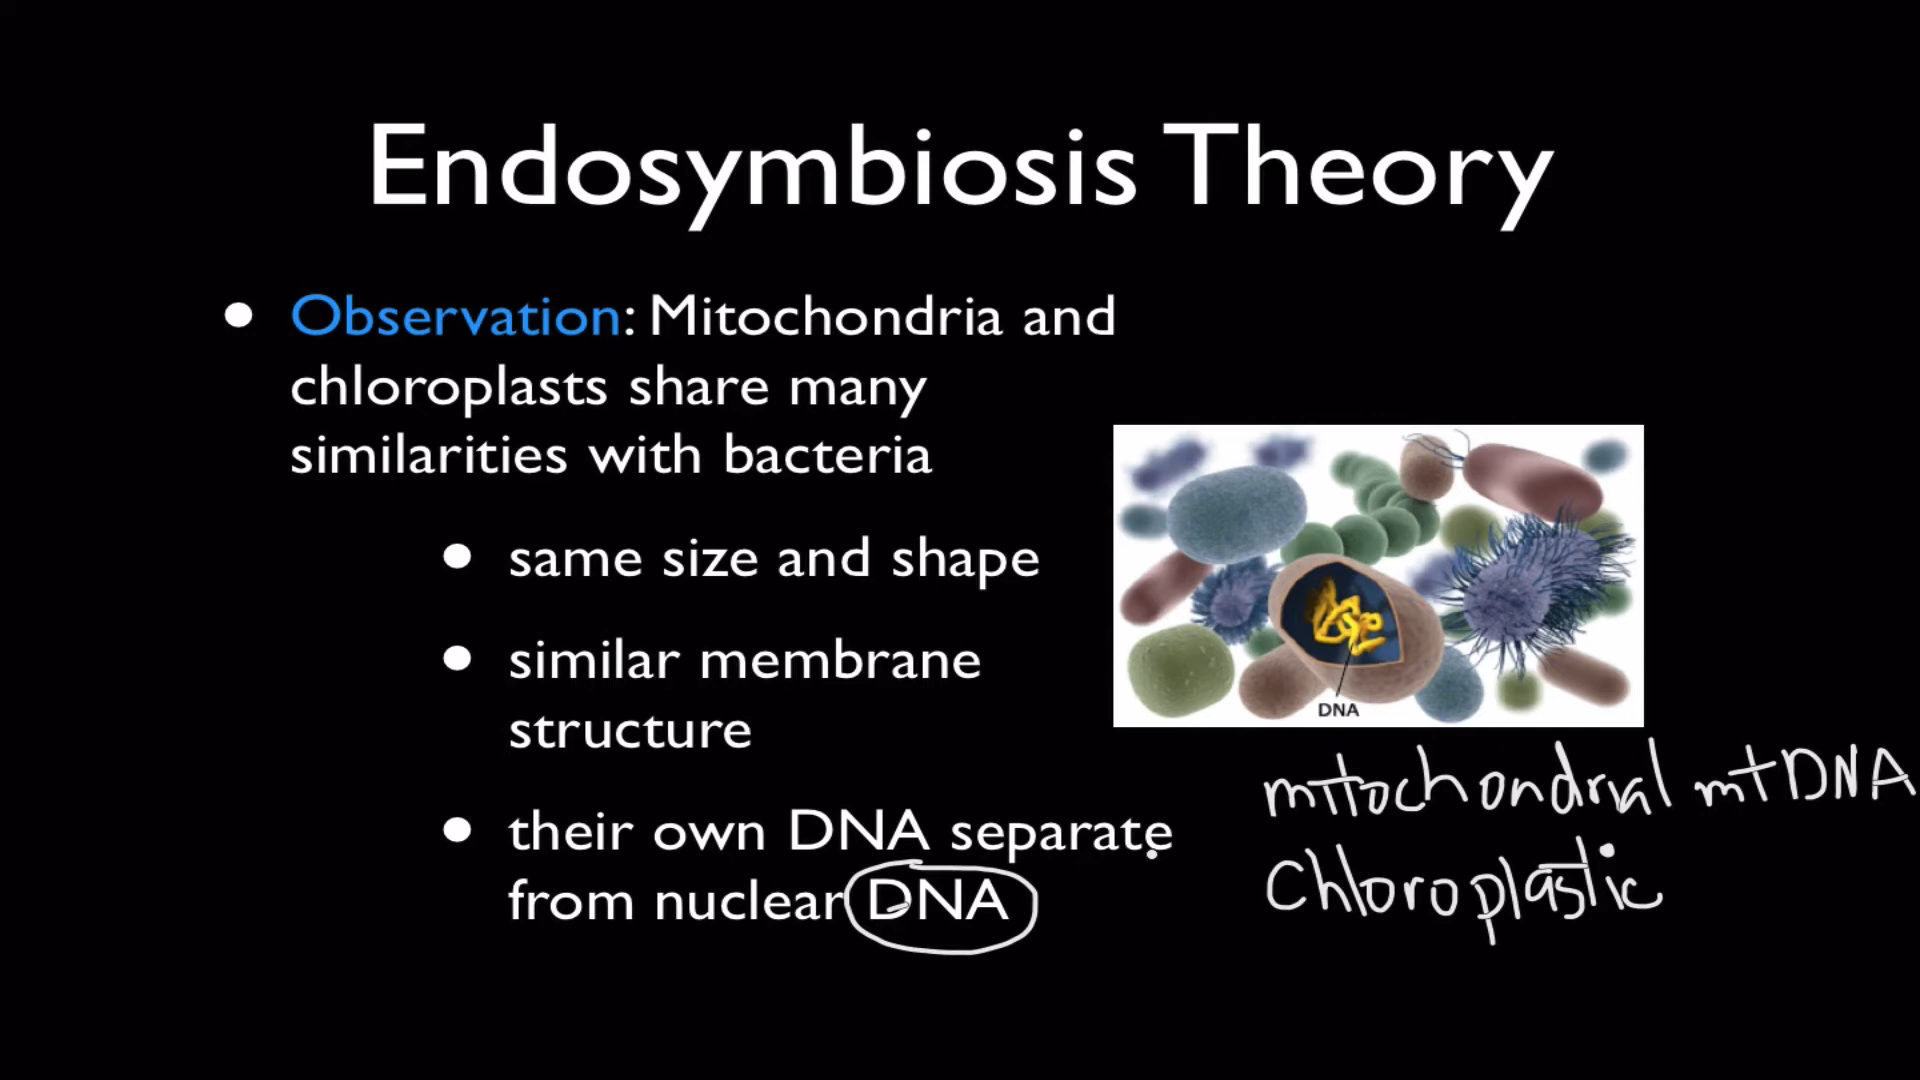 Endosymbiosis Theory
• Observation: Mitochondria and
chloroplasts share many
similarities with bacteria
• same size and shape
• similar membrane
structure
• their own DNA separate
from nuclear DNA
DNA
mitochondrial mtDNA
Chloroplastic